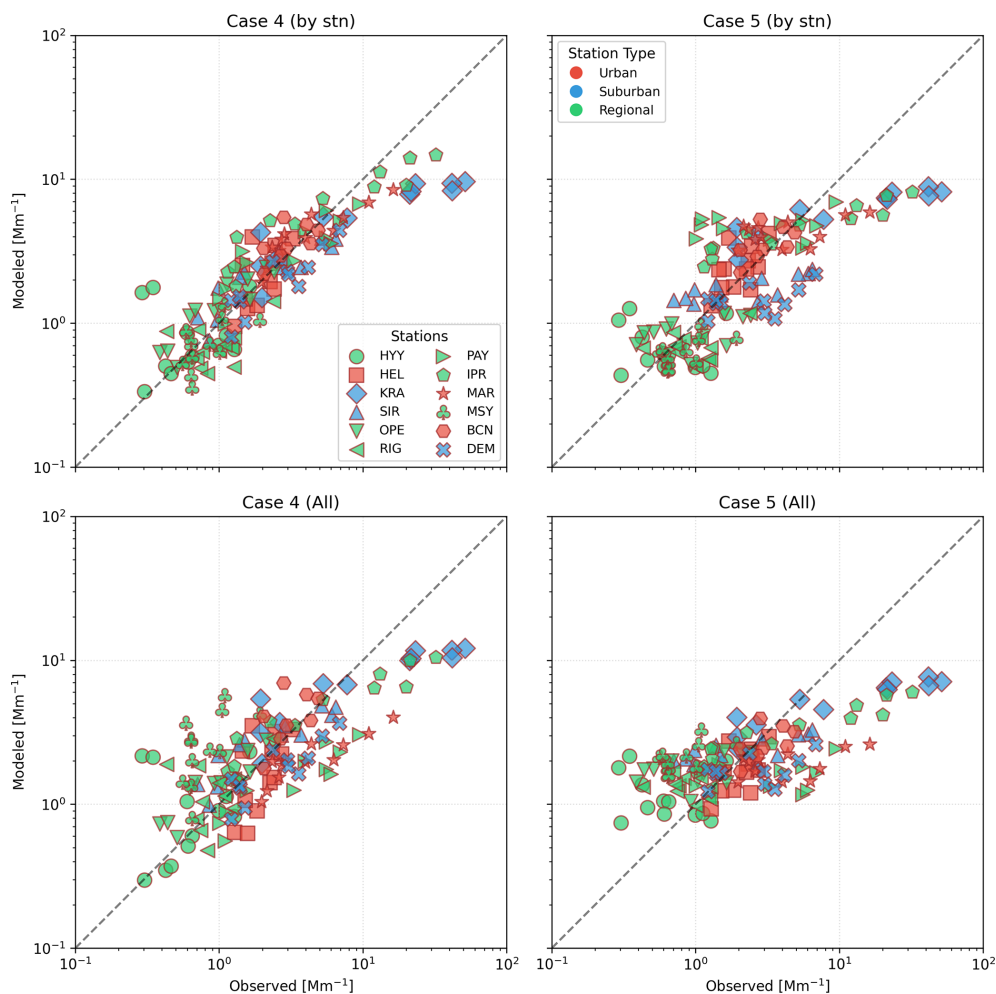 Case 4 (by stn)
Case 5 (by stn)
10²
10¹
10⁰
10⁻¹
Modeled [Mm⁻¹]
Stations
HYY PAY
HEL IPR
KRA MAR
SIR MSY
OPE BCN
RIG DEM
Station Type
Urban
Suburban
Regional
Case 4 (All)
Case 5 (All)
10²
10¹
10⁰
10⁻¹
Modeled [Mm⁻¹]
10⁻¹ 10⁰ 10¹ 10²
10⁻¹ 10⁰ 10¹ 10²
Observed [Mm⁻¹]
Observed [Mm⁻¹]